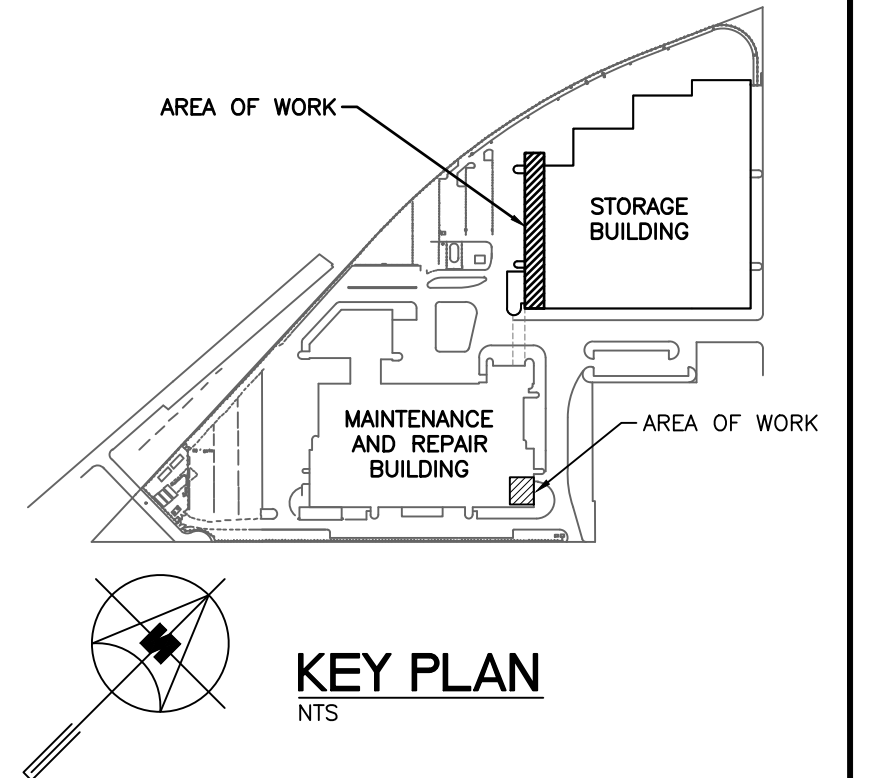 AREA OF WORK
STORAGE
BUILDING
MAINTENANCE
AND REPAIR
BUILDING
AREA OF WORK
N
KEY PLAN
NTS